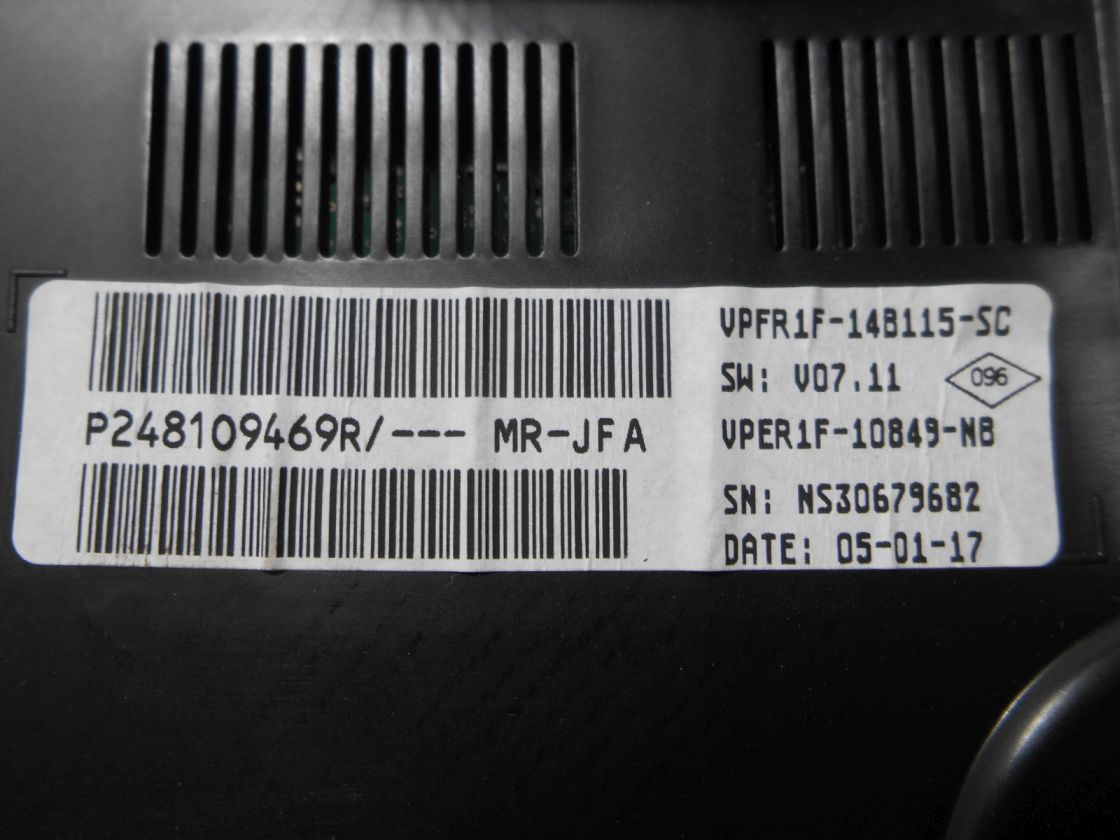 P248109469R/--- MR-JFA
VPFR1F-14B115-SC
SW: V07.11
096
VPER1F-10849-NB
SN: NS30679682
DATE: 05-01-17